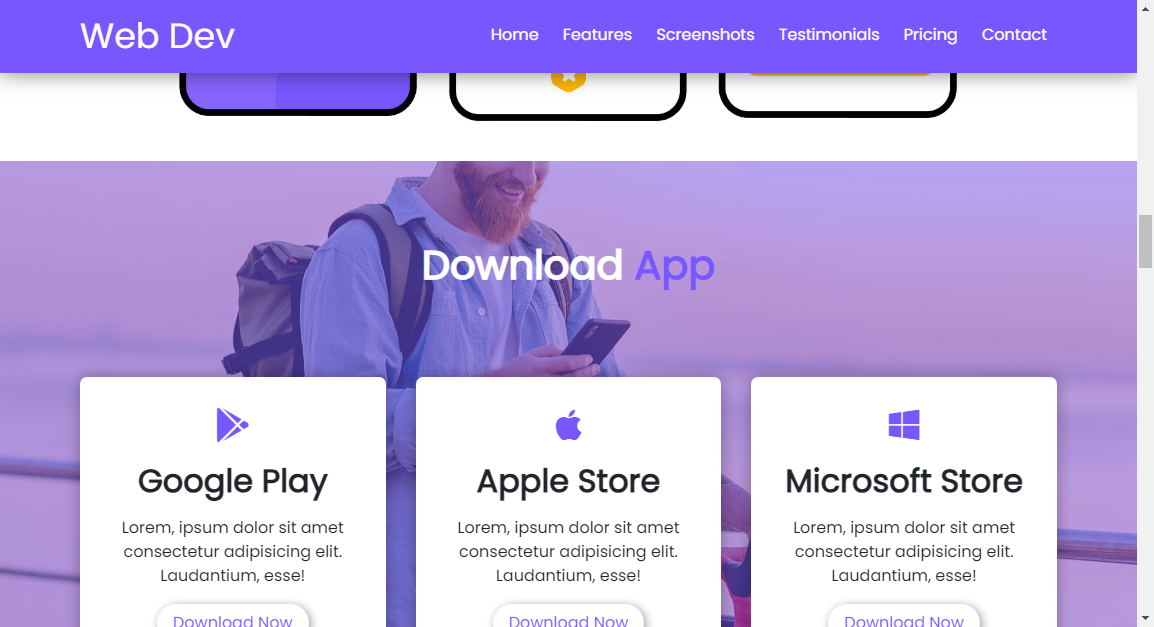 Web Dev
Home Features Screenshots Testimonials Pricing Contact
Download App
Google Play
Lorem, ipsum dolor sit amet
consectetur adipisicing elit.
Laudantium, esse!
Download Now
Apple Store
Lorem, ipsum dolor sit amet
consectetur adipisicing elit.
Laudantium, esse!
Download Now
Microsoft Store
Lorem, ipsum dolor sit amet
consectetur adipisicing elit.
Laudantium, esse!
Download Now